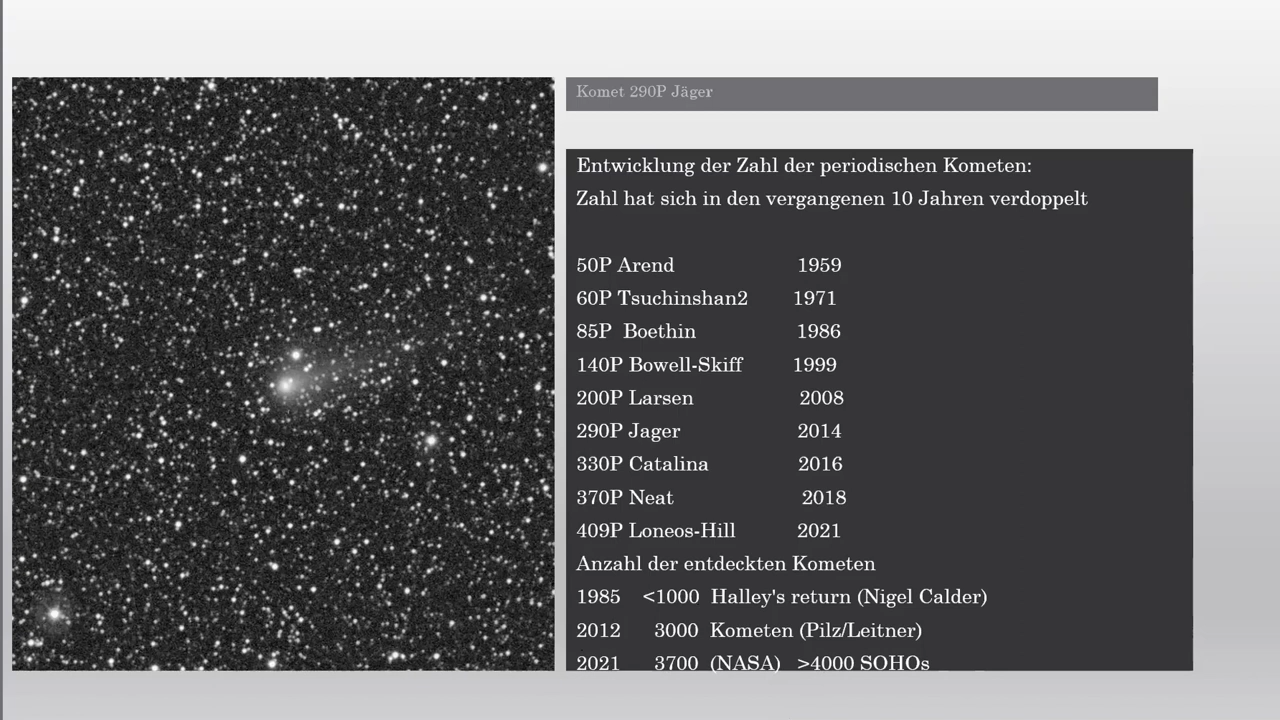 Komet 290P Jäger
Entwicklung der Zahl der periodischen Kometen:
Zahl hat sich in den vergangenen 10 Jahren verdoppelt
50P Arend 1959
60P Tsuchinshan2 1971
85P Boethin 1986
140P Bowell-Skiff 1999
200P Larsen 2008
290P Jager 2014
330P Catalina 2016
370P Neat 2018
409P Loneos-Hill 2021
Anzahl der entdeckten Kometen
1985 <1000 Halley's return (Nigel Calder)
2012 3000 Kometen (Pilz/Leitner)
2021 3700 (NASA) >4000 SOHOs